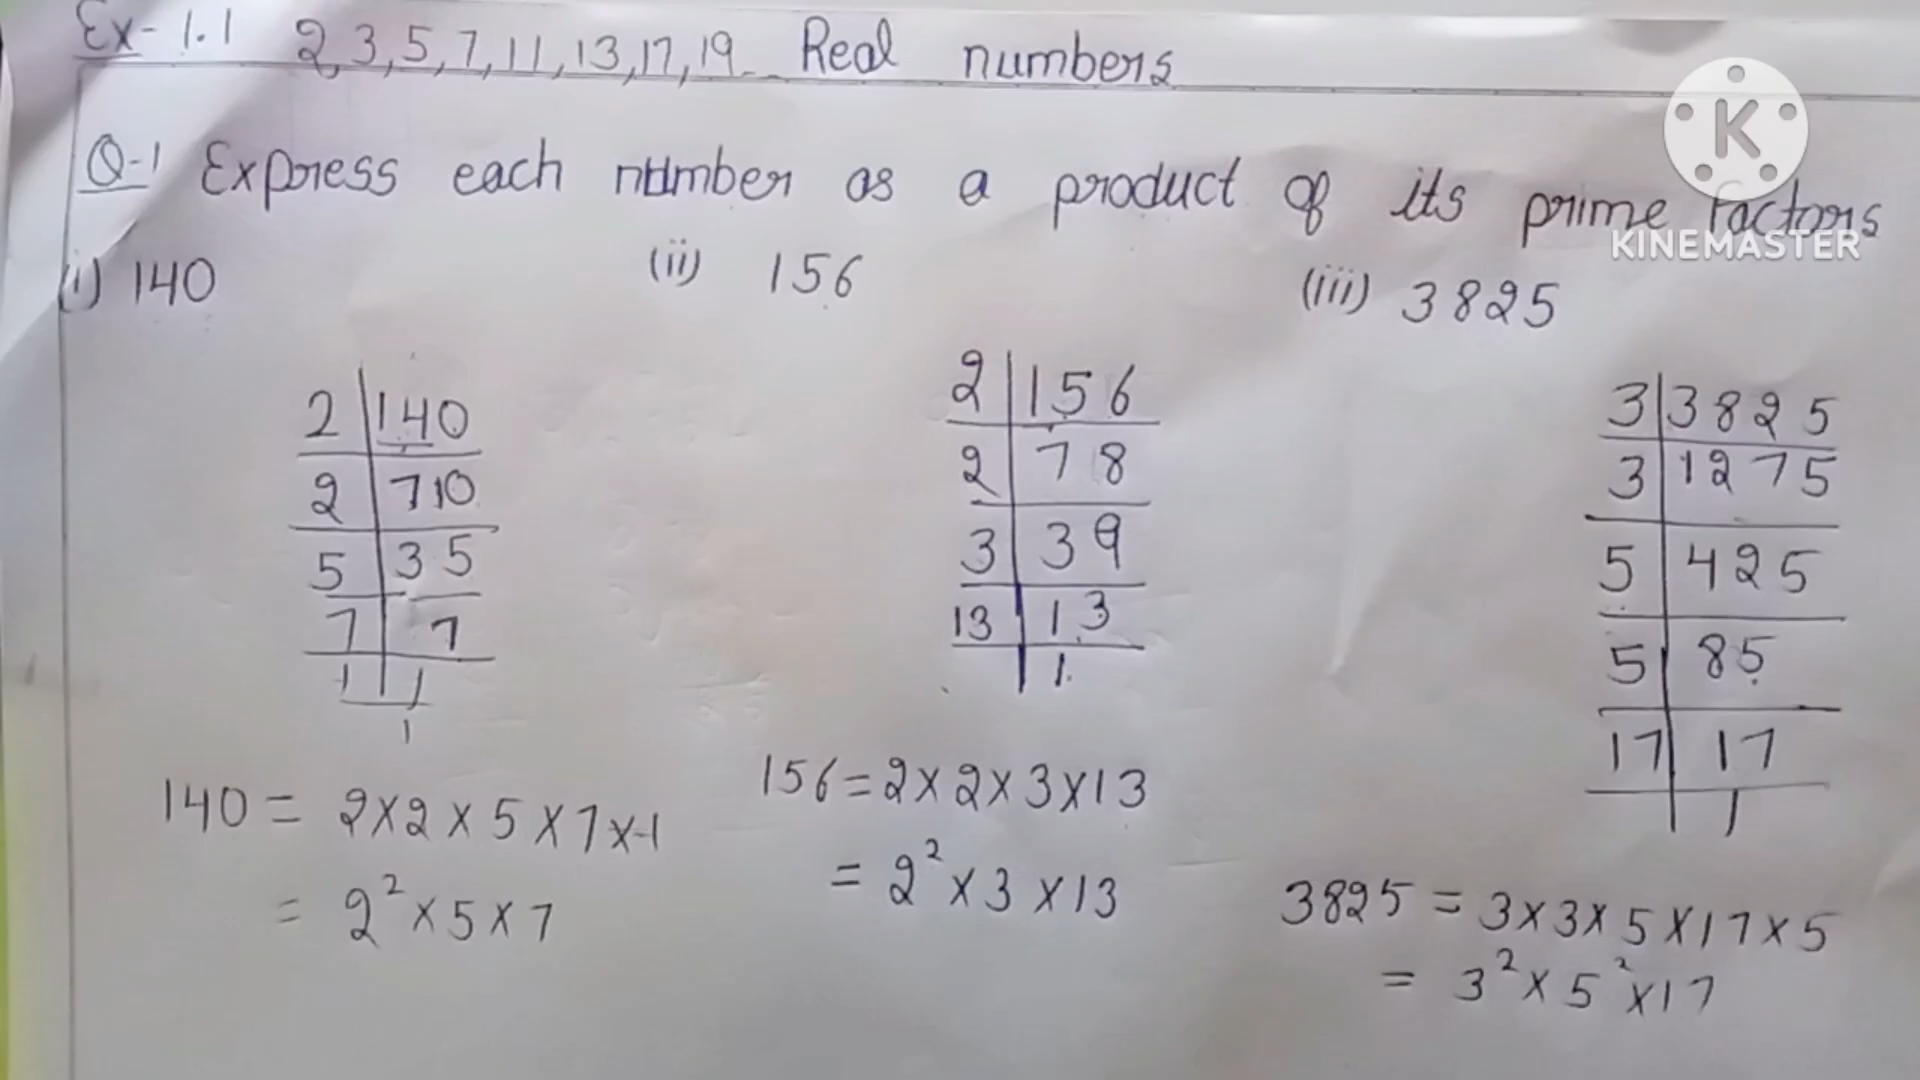 Ex-1.1 2,3,5,7,11,13,17,19 Real numbers
Q-1 Express each number as a product of its prime factors
K
KINEMASTER
(i) 140 (ii) 156 (iii) 3825
2 | 140
2 | 710
5 | 35
7 | 7
1 | 1
1
2 | 156
2 | 78
3 | 39
13 | 13
| 1
3 | 3825
3 | 1275
5 | 425
5 | 85
17 | 17
| 1
140 = 2×2×5×7×1
= 2²×5×7
156=2×2×3×13
= 2²×3×13
3825 = 3×3×5×17×5
= 3²×5²×17